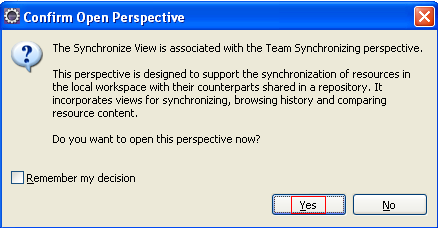 Confirm Open Perspective
The Synchronize View is associated with the Team Synchronizing perspective.
This perspective is designed to support the synchronization of resources in
the local workspace with their counterparts shared in a repository. It
incorporates views for synchronizing, browsing history and comparing
resource content.
Do you want to open this perspective now?
Remember my decision
Yes No